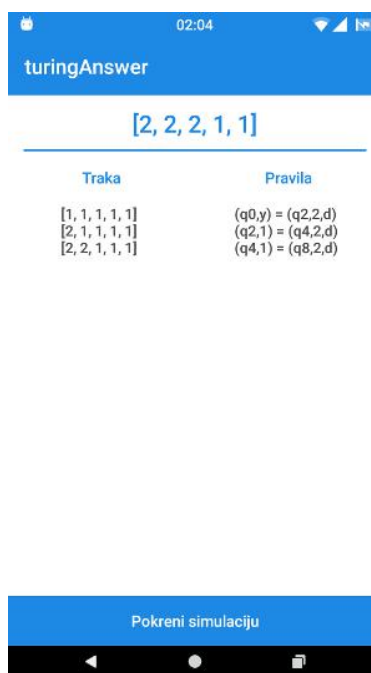 02:04
turingAnswer
[2, 2, 2, 1, 1]
Traka
Pravila
[1, 1, 1, 1, 1]
(q0,y) = (q2,2,d)
[2, 1, 1, 1, 1]
(q2,1) = (q4,2,d)
[2, 2, 1, 1, 1]
(q4,1) = (q8,2,d)
Pokreni simulaciju